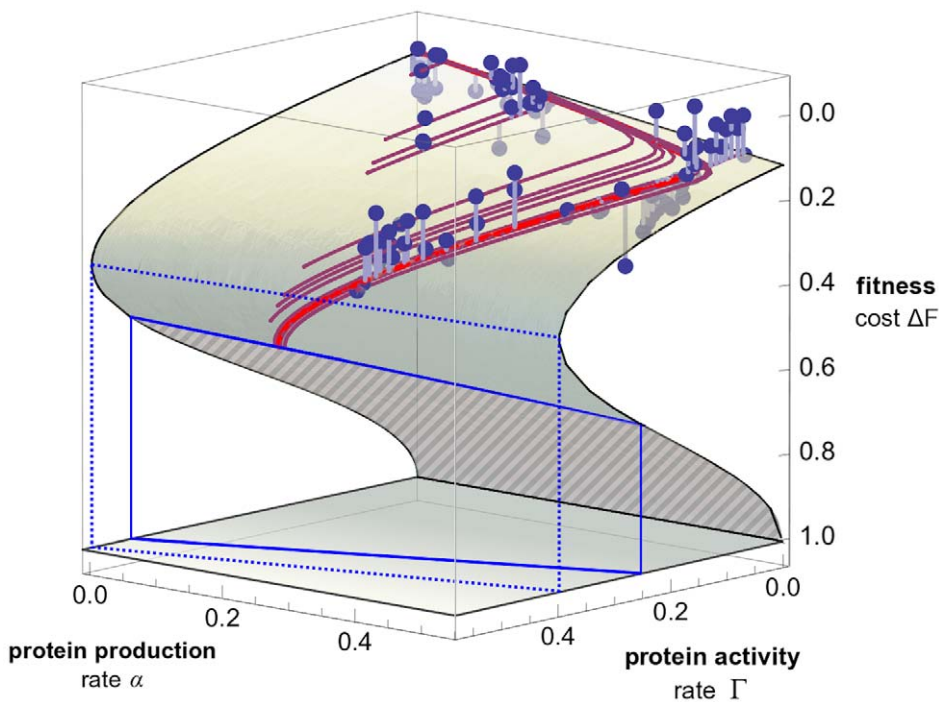 0.0
0.2
0.4
fitness
cost ΔF
0.6
0.8
1.0
0.0
0.0
0.2
0.2
0.4
0.4
protein production
rate α
protein activity
rate Γ